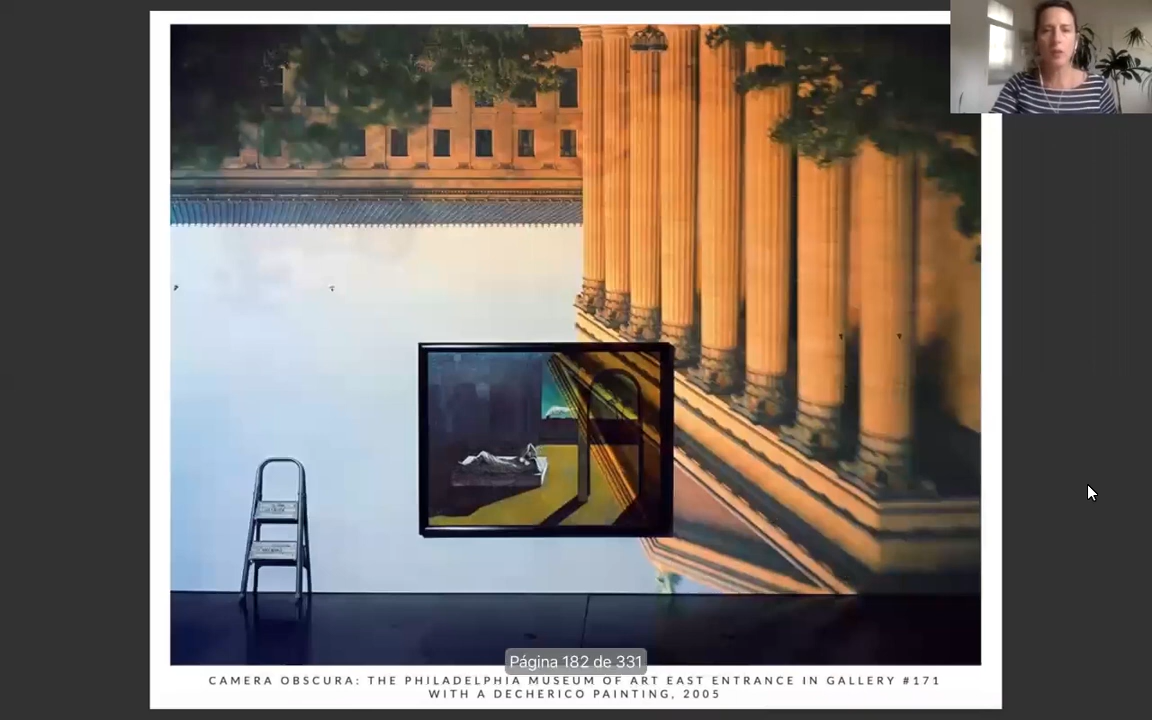 Página 182 de 331
CAMERA OBSCURA: THE PHILADELPHIA MUSEUM OF ART EAST ENTRANCE IN GALLERY #171
WITH A DECHERICO PAINTING, 2005